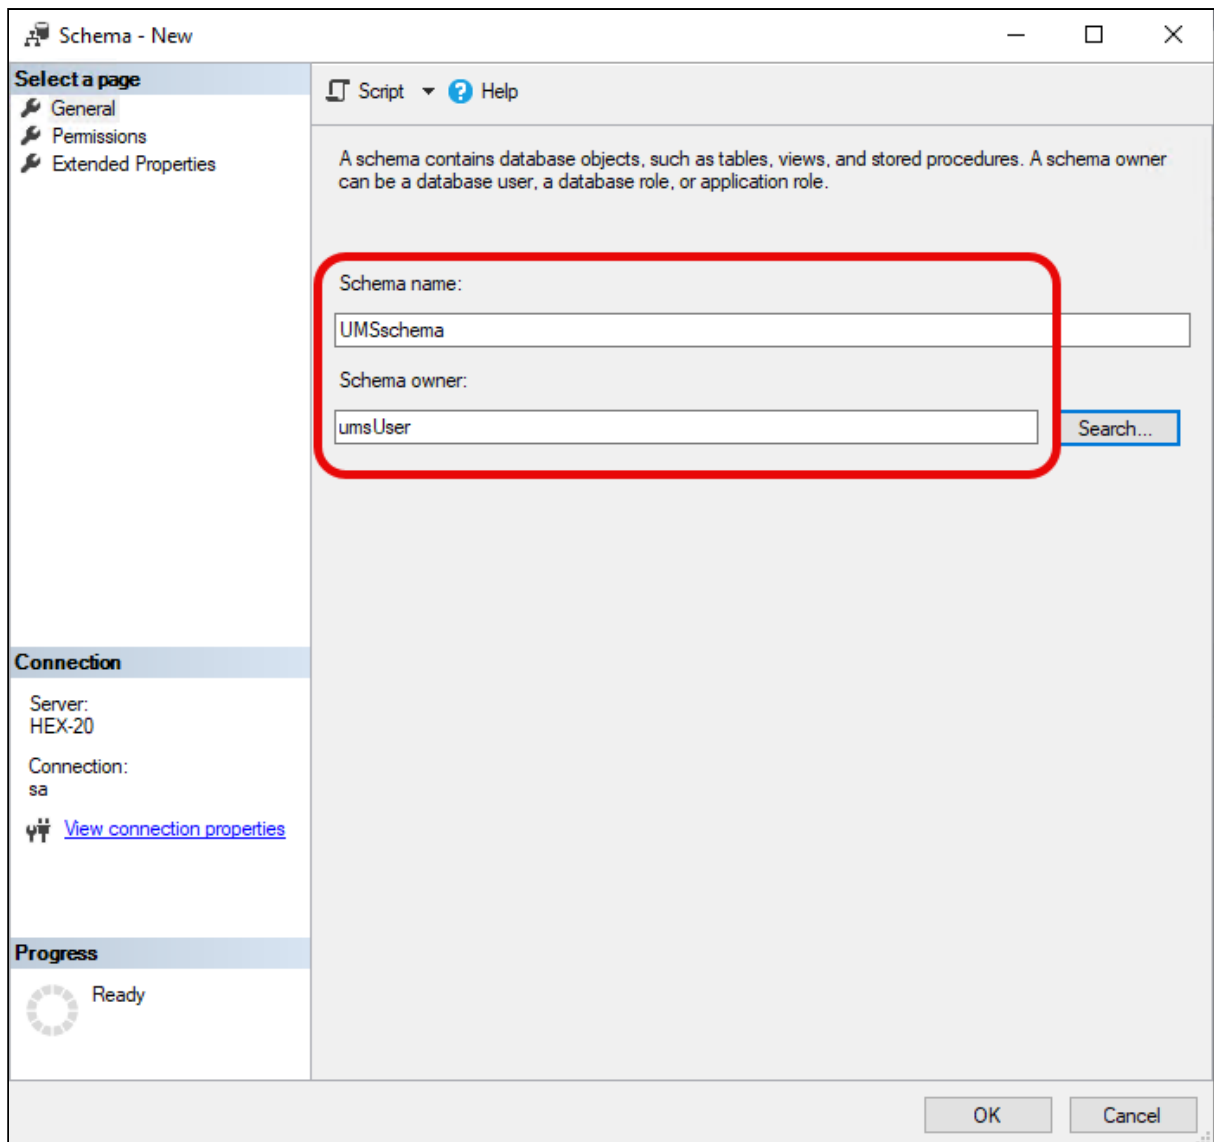 Schema - New
Select a page
General
Permissions
Extended Properties
Script
Help
A schema contains database objects, such as tables, views, and stored procedures. A schema owner
can be a database user, a database role, or application role.
Schema name:
UMSschema
Schema owner:
umsUser
Search...
Connection
Server:
HEX-20
Connection:
sa
View connection properties
Progress
Ready
OK
Cancel